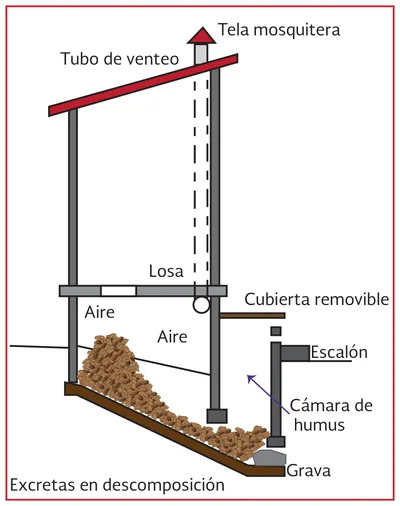 Tela mosquitera
Tubo de venteo
Losa
Cubierta removible
Aire
Aire
Escalón
Cámara de
humus
Grava
Excretas en descomposición